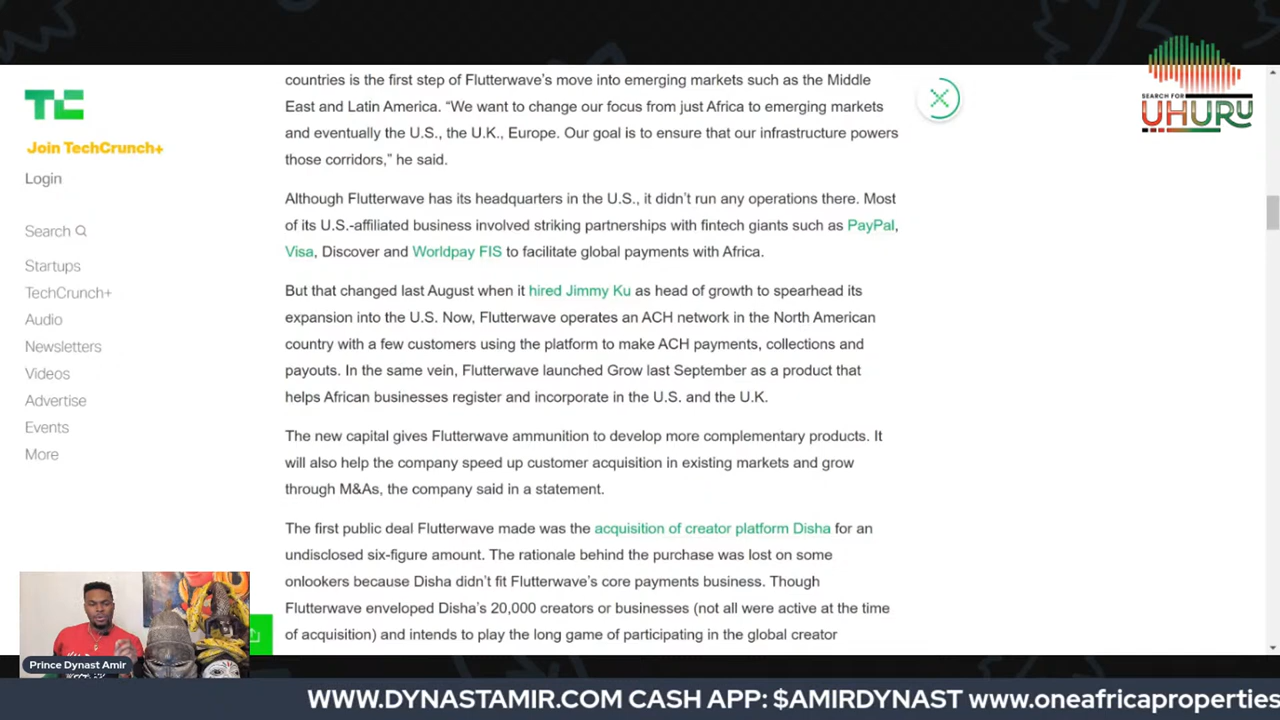 SEARCH FOR
UHURU
TC
Join TechCrunch+
Login
Search
Startups
TechCrunch+
Audio
Newsletters
Videos
Advertise
Events
More
countries is the first step of Flutterwave’s move into emerging markets such as the Middle
East and Latin America. “We want to change our focus from just Africa to emerging markets
and eventually the U.S., the U.K., Europe. Our goal is to ensure that our infrastructure powers
those corridors,” he said.
Although Flutterwave has its headquarters in the U.S., it didn’t run any operations there. Most
of its U.S.-affiliated business involved striking partnerships with fintech giants such as PayPal,
Visa, Discover and Worldpay FIS to facilitate global payments with Africa.
But that changed last August when it hired Jimmy Ku as head of growth to spearhead its
expansion into the U.S. Now, Flutterwave operates an ACH network in the North American
country with a few customers using the platform to make ACH payments, collections and
payouts. In the same vein, Flutterwave launched Grow last September as a product that
helps African businesses register and incorporate in the U.S. and the U.K.
The new capital gives Flutterwave ammunition to develop more complementary products. It
will also help the company speed up customer acquisition in existing markets and grow
through M&As, the company said in a statement.
The first public deal Flutterwave made was the acquisition of creator platform Disha for an
undisclosed six-figure amount. The rationale behind the purchase was lost on some
onlookers because Disha didn’t fit Flutterwave’s core payments business. Though
Flutterwave enveloped Disha’s 20,000 creators or businesses (not all were active at the time
of acquisition) and intends to play the long game of participating in the global creator
Prince Dynast Amir
WWW.DYNASTAMIR.COM CASH APP: $AMIRDYNAST www.oneafricaproperties